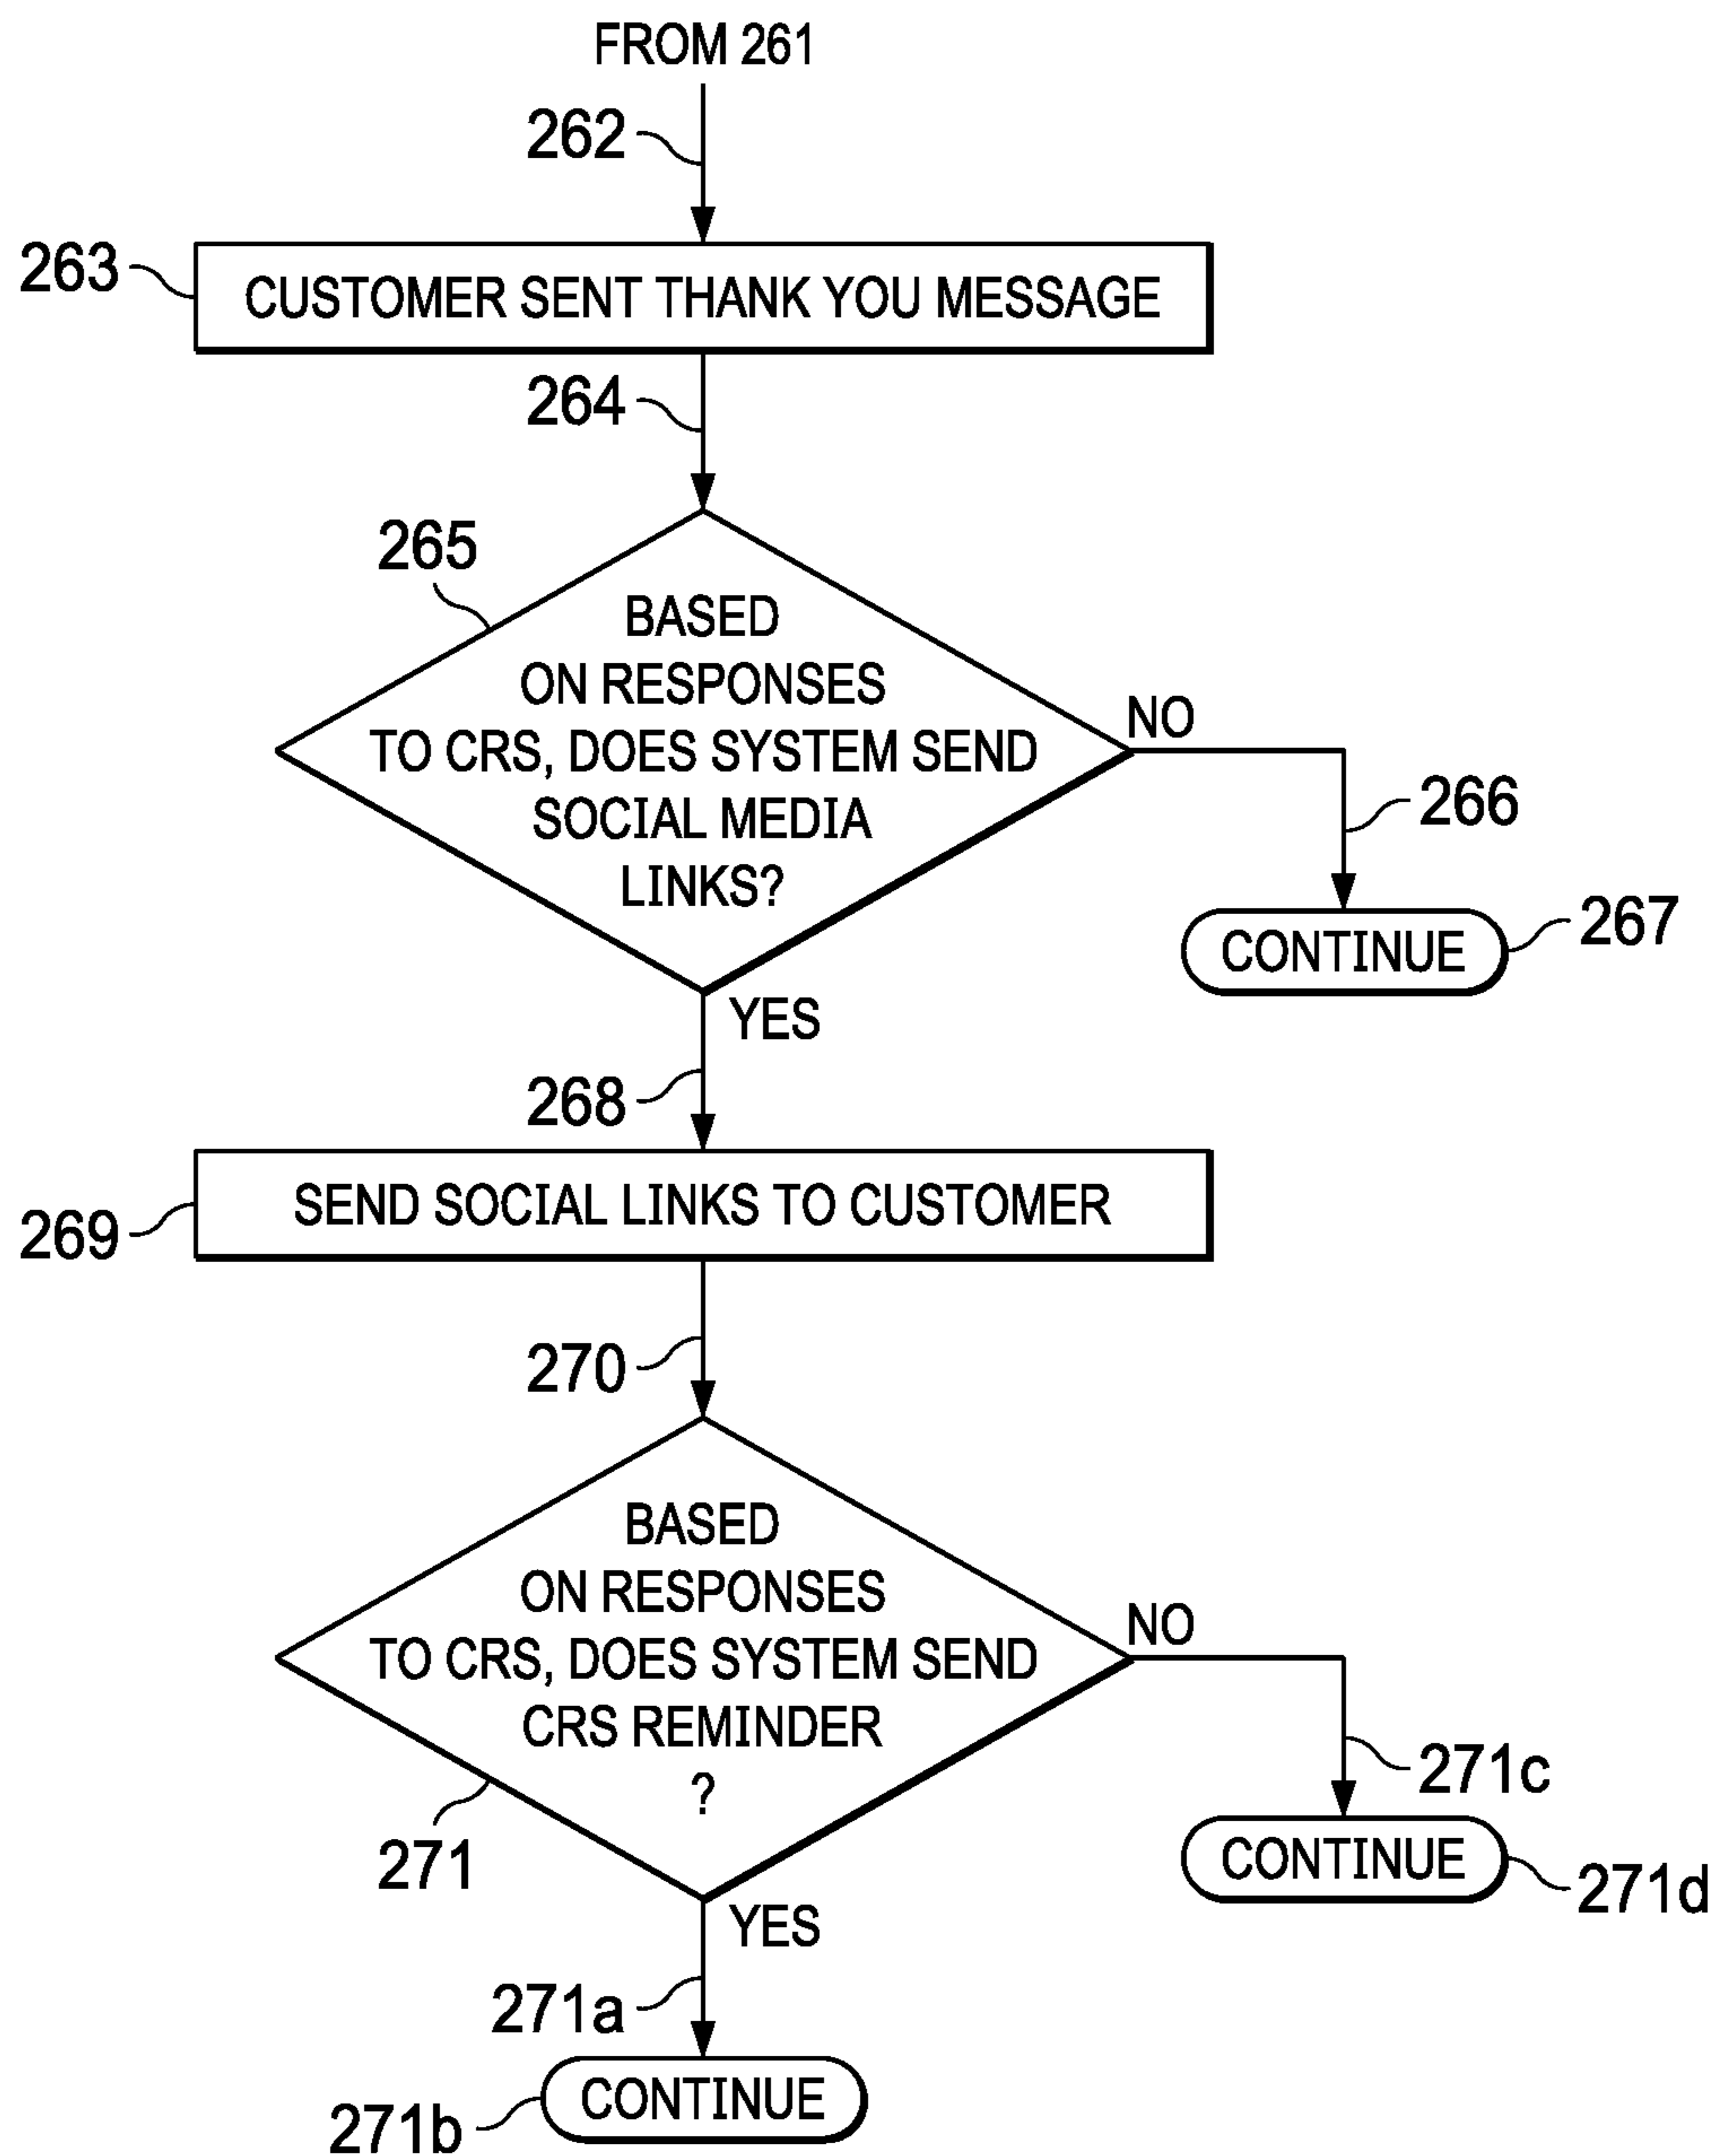 FROM 261
262
263
CUSTOMER SENT THANK YOU MESSAGE
264
265
BASED
ON RESPONSES
TO CRS, DOES SYSTEM SEND
SOCIAL MEDIA
LINKS?
NO
266
CONTINUE
267
YES
268
SEND SOCIAL LINKS TO CUSTOMER
269
270
BASED
ON RESPONSES
TO CRS, DOES SYSTEM SEND
CRS REMINDER
?
NO
271c
271
CONTINUE
271d
YES
271a
CONTINUE
271b